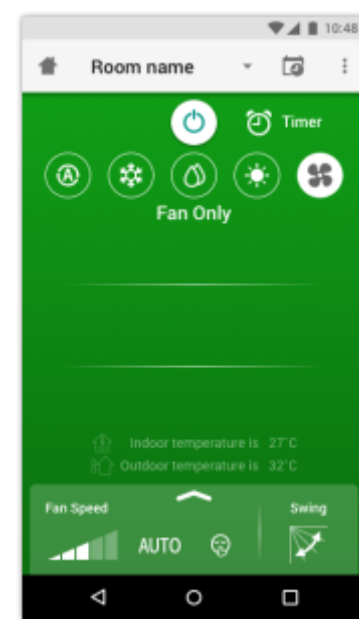 10:48
Room name
Timer
A
Fan Only
Indoor temperature is 27°C
Outdoor temperature is 32°C
Fan Speed
Swing
AUTO